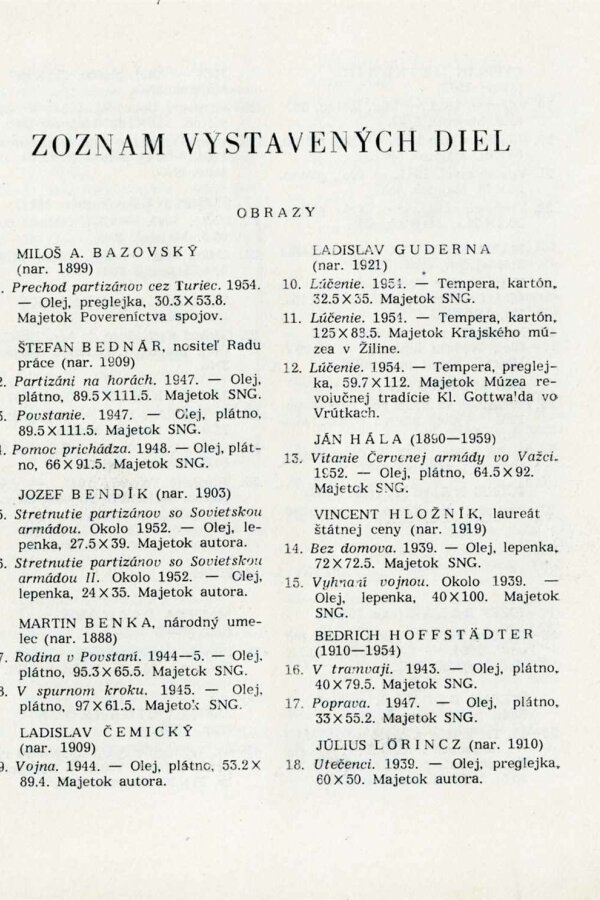 ZOZNAM VYSTAVENÝCH DIEL
OBRAZY
MILOŠ A. BAZOVSKÝ
(nar. 1899)
. Prechod partizánov cez Turiec. 1954.
— Olej, preglejka, 30.3 X 53.8.
Majetok Povereníctva spojov.
ŠTEFAN BEDNÁR, nositeľ Radu
práce (nar. 1909)
2. Partizáni na horách. 1947. — Olej,
plátno, 89.5 X 111.5. Majetok SNG.
3. Povstanie. 1947. — Olej, plátno,
89.5 X 111.5. Majetok SNG.
4. Pomoc prichádza. 1948. — Olej, plát-
no, 66 X 91.5. Majetok SNG.
JOZEF BENDÍK (nar. 1903)
5. Stretnutie partizánov so Sovietskou
armádou. Okolo 1952. — Olej, le-
penka, 27.5 X 39. Majetok autora.
6. Stretnutie partizánov so Sovietskou
armádou II. Okolo 1952. — Olej,
lepenka, 24 X 35. Majetok autora.
MARTIN BENKA, národný ume-
lec (nar. 1888)
7. Rodina v Povstaní. 1944—5. — Olej,
plátno, 95.3 X 65.5. Majetok SNG.
8. V spurnom kroku. 1945. — Olej,
plátno, 97 X 61.5. Majetok SNG.
LADISLAV ČEMICKÝ
(nar. 1909)
9. Vojna. 1944. — Olej, plátno, 53.2 X
89.4. Majetok autora.
LADISLAV GUDERNA
(nar. 1921)
10. Lúčenie. 1951. — Tempera, kartón,
32.5 X 35. Majetok SNG.
11. Lúčenie. 1951. — Tempera, kartón,
125 X 83.5. Majetok Krajského mú-
zea v Žiline.
12. Lúčenie. 1954. — Tempera, preglej-
ka, 59.7 X 112. Majetok Múzea re-
volučnej tradície Kl. Gottwalda vo
Vrútkach.
JÁN HÁLA (1890—1959)
13. Vítanie Červenej armády vo Važci.
1952. — Olej, plátno, 64.5 X 92.
Majetok SNG.
VINCENT HLOŽNÍK, laureát
štátnej ceny (nar. 1919)
14. Bez domova. 1939. — Olej, lepenka,
72 X 72.5. Majetok SNG.
15. Vyhnaní vojnou. Okolo 1939. —
Olej, lepenka, 40 X 100. Majetok
SNG.
BEDRICH HOFFSTÄDTER
(1910—1954)
16. V tramvaji. 1943. — Olej, plátno,
40 X 79.5. Majetok SNG.
17. Poprava. 1947. — Olej, plátno,
33 X 55.2. Majetok SNG.
JÚLIUS LÖRINCZ (nar. 1910)
18. Utečenci. 1939. — Olej, preglejka,
60 X 50. Majetok autora.